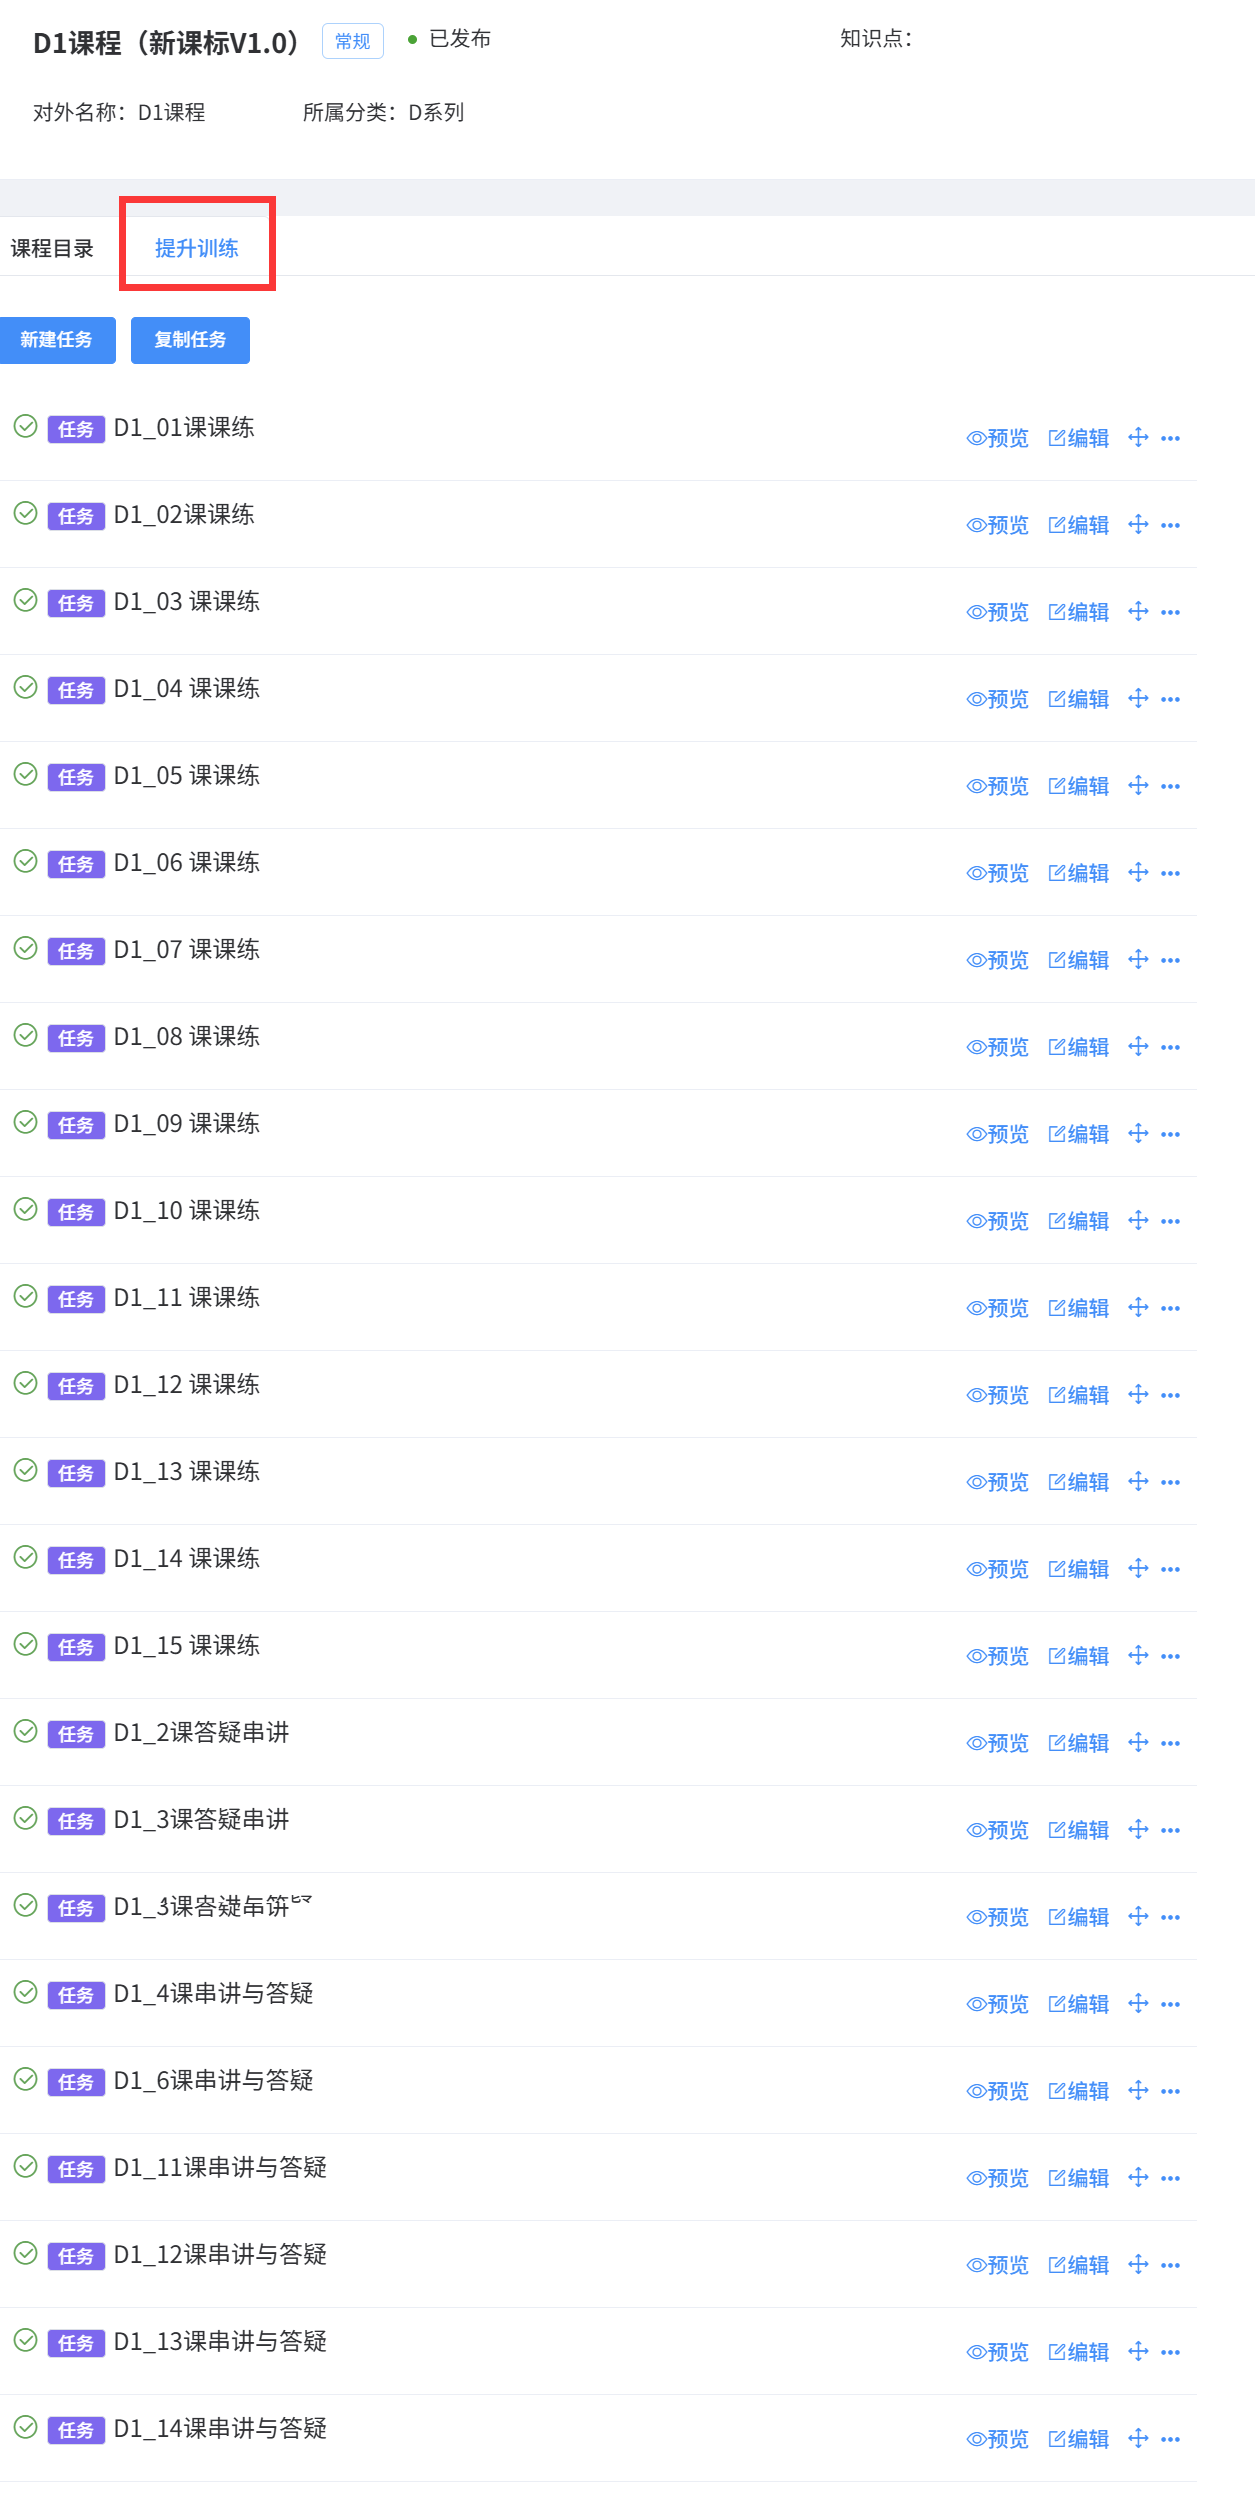 D1课程（新课标V1.0） 常规 已发布 知识点：
对外名称：D1课程 所属分类：D系列
课程目录 提升训练
新建任务 复制任务
任务 D1_01课课练 预览 编辑
任务 D1_02课课练 预览 编辑
任务 D1_03 课课练 预览 编辑
任务 D1_04 课课练 预览 编辑
任务 D1_05 课课练 预览 编辑
任务 D1_06 课课练 预览 编辑
任务 D1_07 课课练 预览 编辑
任务 D1_08 课课练 预览 编辑
任务 D1_09 课课练 预览 编辑
任务 D1_10 课课练 预览 编辑
任务 D1_11 课课练 预览 编辑
任务 D1_12 课课练 预览 编辑
任务 D1_13 课课练 预览 编辑
任务 D1_14 课课练 预览 编辑
任务 D1_15 课课练 预览 编辑
任务 D1_2课答疑串讲 预览 编辑
任务 D1_3课答疑串讲 预览 编辑
任务 预览 编辑
任务 D1_4课串讲与答疑 预览 编辑
任务 D1_6课串讲与答疑 预览 编辑
任务 D1_11课串讲与答疑 预览 编辑
任务 D1_12课串讲与答疑 预览 编辑
任务 D1_13课串讲与答疑 预览 编辑
任务 D1_14课串讲与答疑 预览 编辑